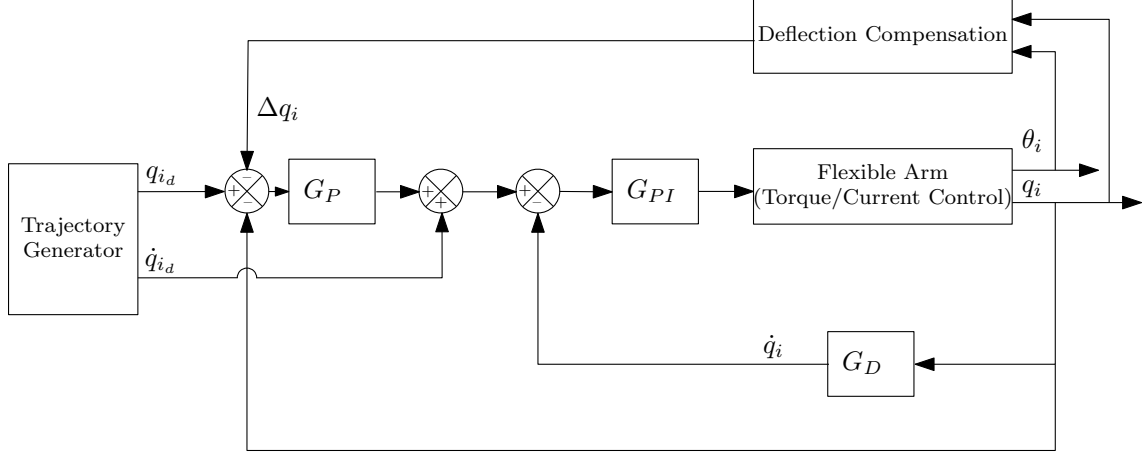 Deflection Compensation
Δq_i
θ_i
q_{i_d}
−
+
−
G_P
+
+
+
−
G_{PI}
Flexible Arm
(Torque/Current Control)
q_i
Trajectory
Generator
q̇_{i_d}
q̇_i
G_D